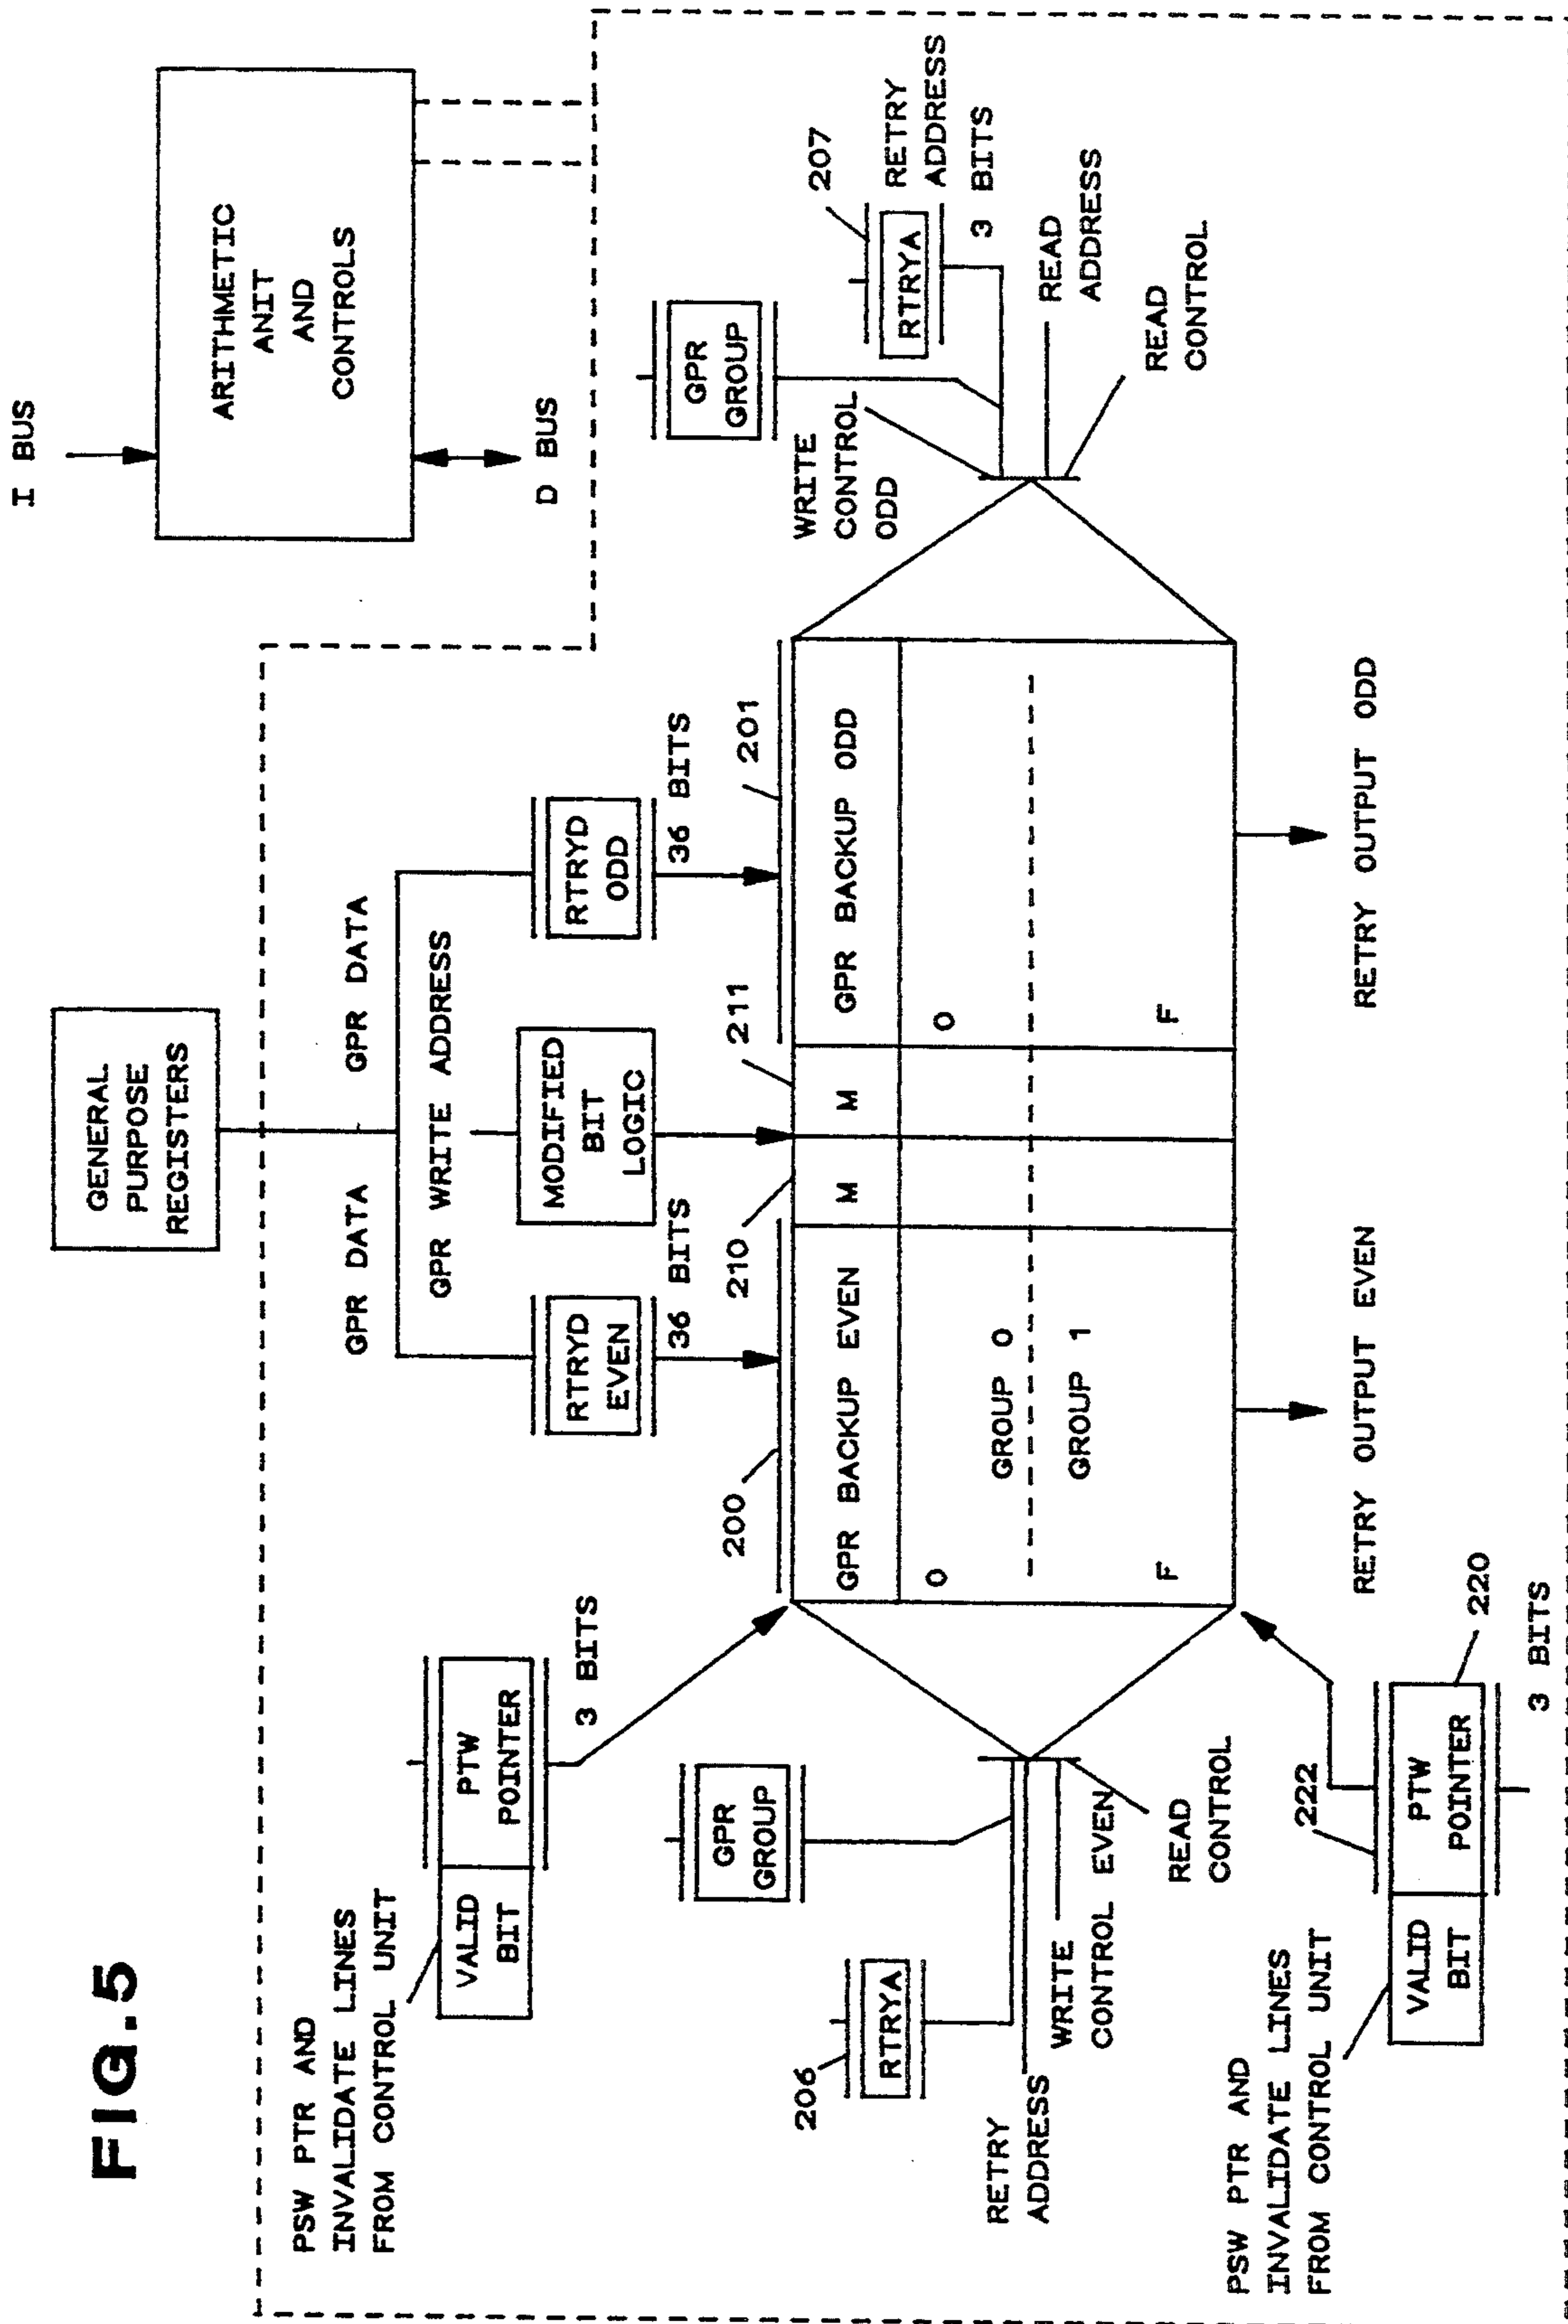 FIG.5
I BUS
ARITHMETIC
ANIT
AND
CONTROLS
D BUS
GENERAL
PURPOSE
REGISTERS
GPR DATA
GPR DATA
GPR WRITE ADDRESS
RTRYD
EVEN
MODIFIED
BIT
LOGIC
RTRYD
ODD
36 BITS
36 BITS
PSW PTR AND
INVALIDATE LINES
FROM CONTROL UNIT
VALID
BIT
PTW
POINTER
3 BITS
200
210
211
201
GPR BACKUP EVEN
M
M
GPR BACKUP ODD
0
0
GROUP 0
GROUP 1
F
F
GPR
GROUP
206
RTRYA
RETRY
ADDRESS
WRITE
CONTROL EVEN
READ
CONTROL
GPR
GROUP
207
RTRYA
RETRY
ADDRESS
3 BITS
WRITE
CONTROL
ODD
READ
ADDRESS
READ
CONTROL
PSW PTR AND
INVALIDATE LINES
FROM CONTROL UNIT
222
VALID
BIT
PTW
POINTER
220
3 BITS
RETRY OUTPUT EVEN
RETRY OUTPUT ODD